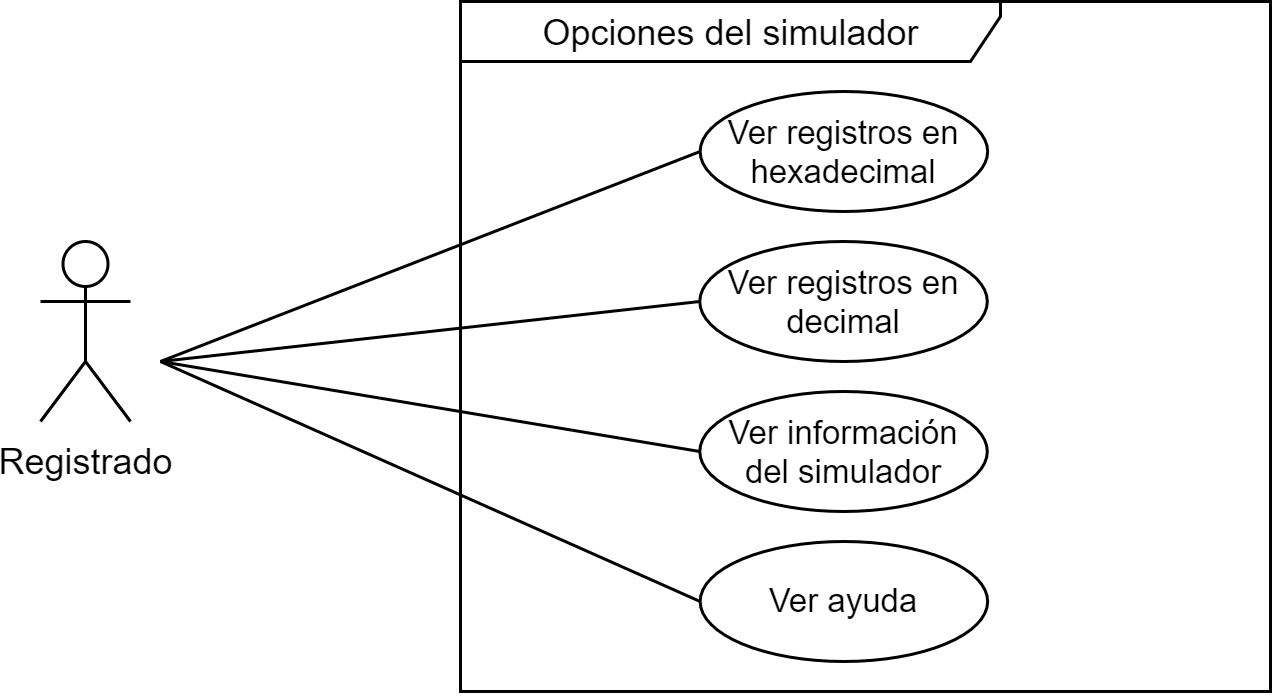 Opciones del simulador
Ver registros en
hexadecimal
Ver registros en
decimal
Ver información
del simulador
Ver ayuda
Registrado